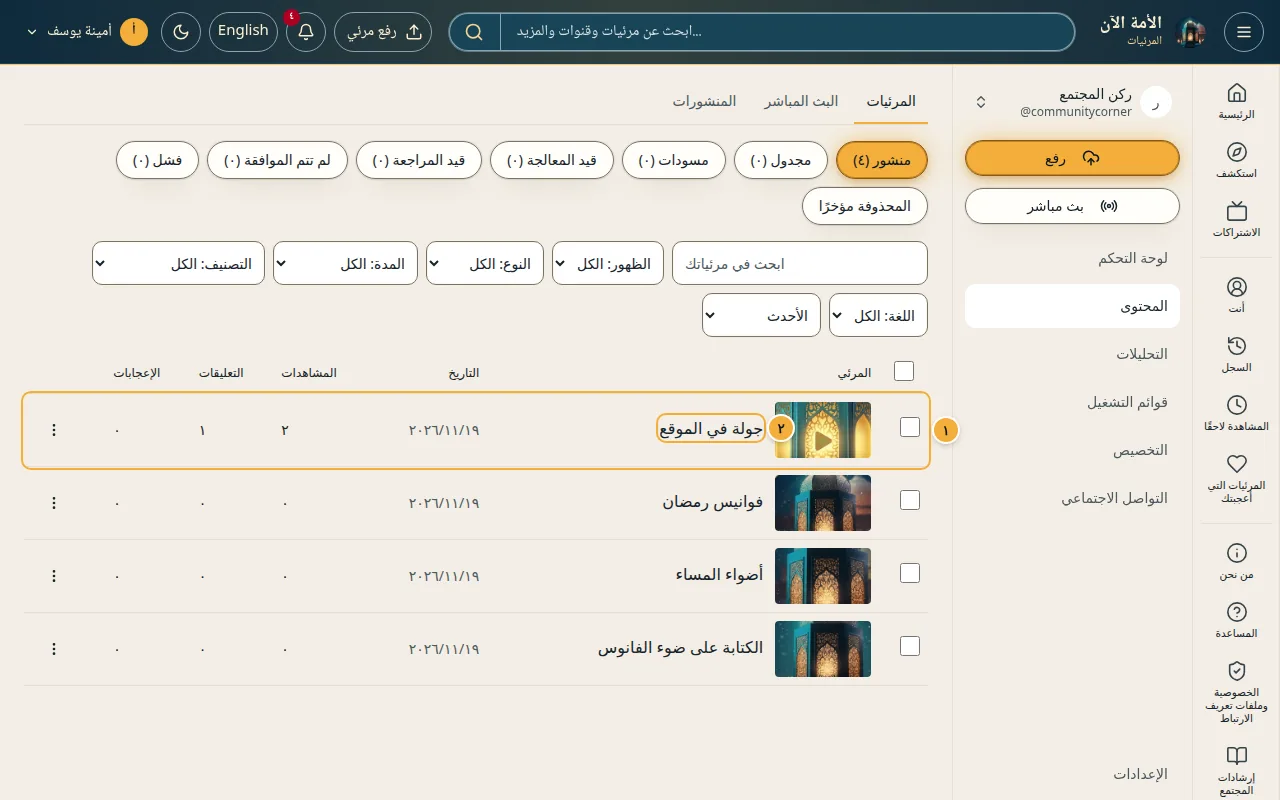 الأمة الآن
المرئيات
ابحث عن مرئيات وقنوات والمزيد...
رفع مرئي
٤
English
أ
أمينة يوسف
الرئيسية
استكشف
الاشتراكات
أنت
السجل
المشاهدة لاحقًا
المرئيات التي
أعجبتك
من نحن
المساعدة
الخصوصية
وملفات تعريف
الارتباط
إرشادات
المجتمع
ر
ركن المجتمع
@communitycorner
رفع
بث مباشر
لوحة التحكم
المحتوى
التحليلات
قوائم التشغيل
التخصيص
التواصل الاجتماعي
الإعدادات
المرئيات
البث المباشر
المنشورات
منشور (٤)
مجدول (٠)
مسودات (٠)
قيد المعالجة (٠)
قيد المراجعة (٠)
لم تتم الموافقة (٠)
فشل (٠)
المحذوفة مؤخرًا
ابحث في مرئياتك
الظهور: الكل
النوع: الكل
المدة: الكل
التصنيف: الكل
اللغة: الكل
الأحدث
المرئي
التاريخ
المشاهدات
التعليقات
الإعجابات
١
٢
جولة في الموقع
٢٠٢٦/١١/١٩
٢
١
٠
فوانيس رمضان
٢٠٢٦/١١/١٩
٠
٠
٠
أضواء المساء
٢٠٢٦/١١/١٩
٠
٠
٠
الكتابة على ضوء الفانوس
٢٠٢٦/١١/١٩
٠
٠
٠